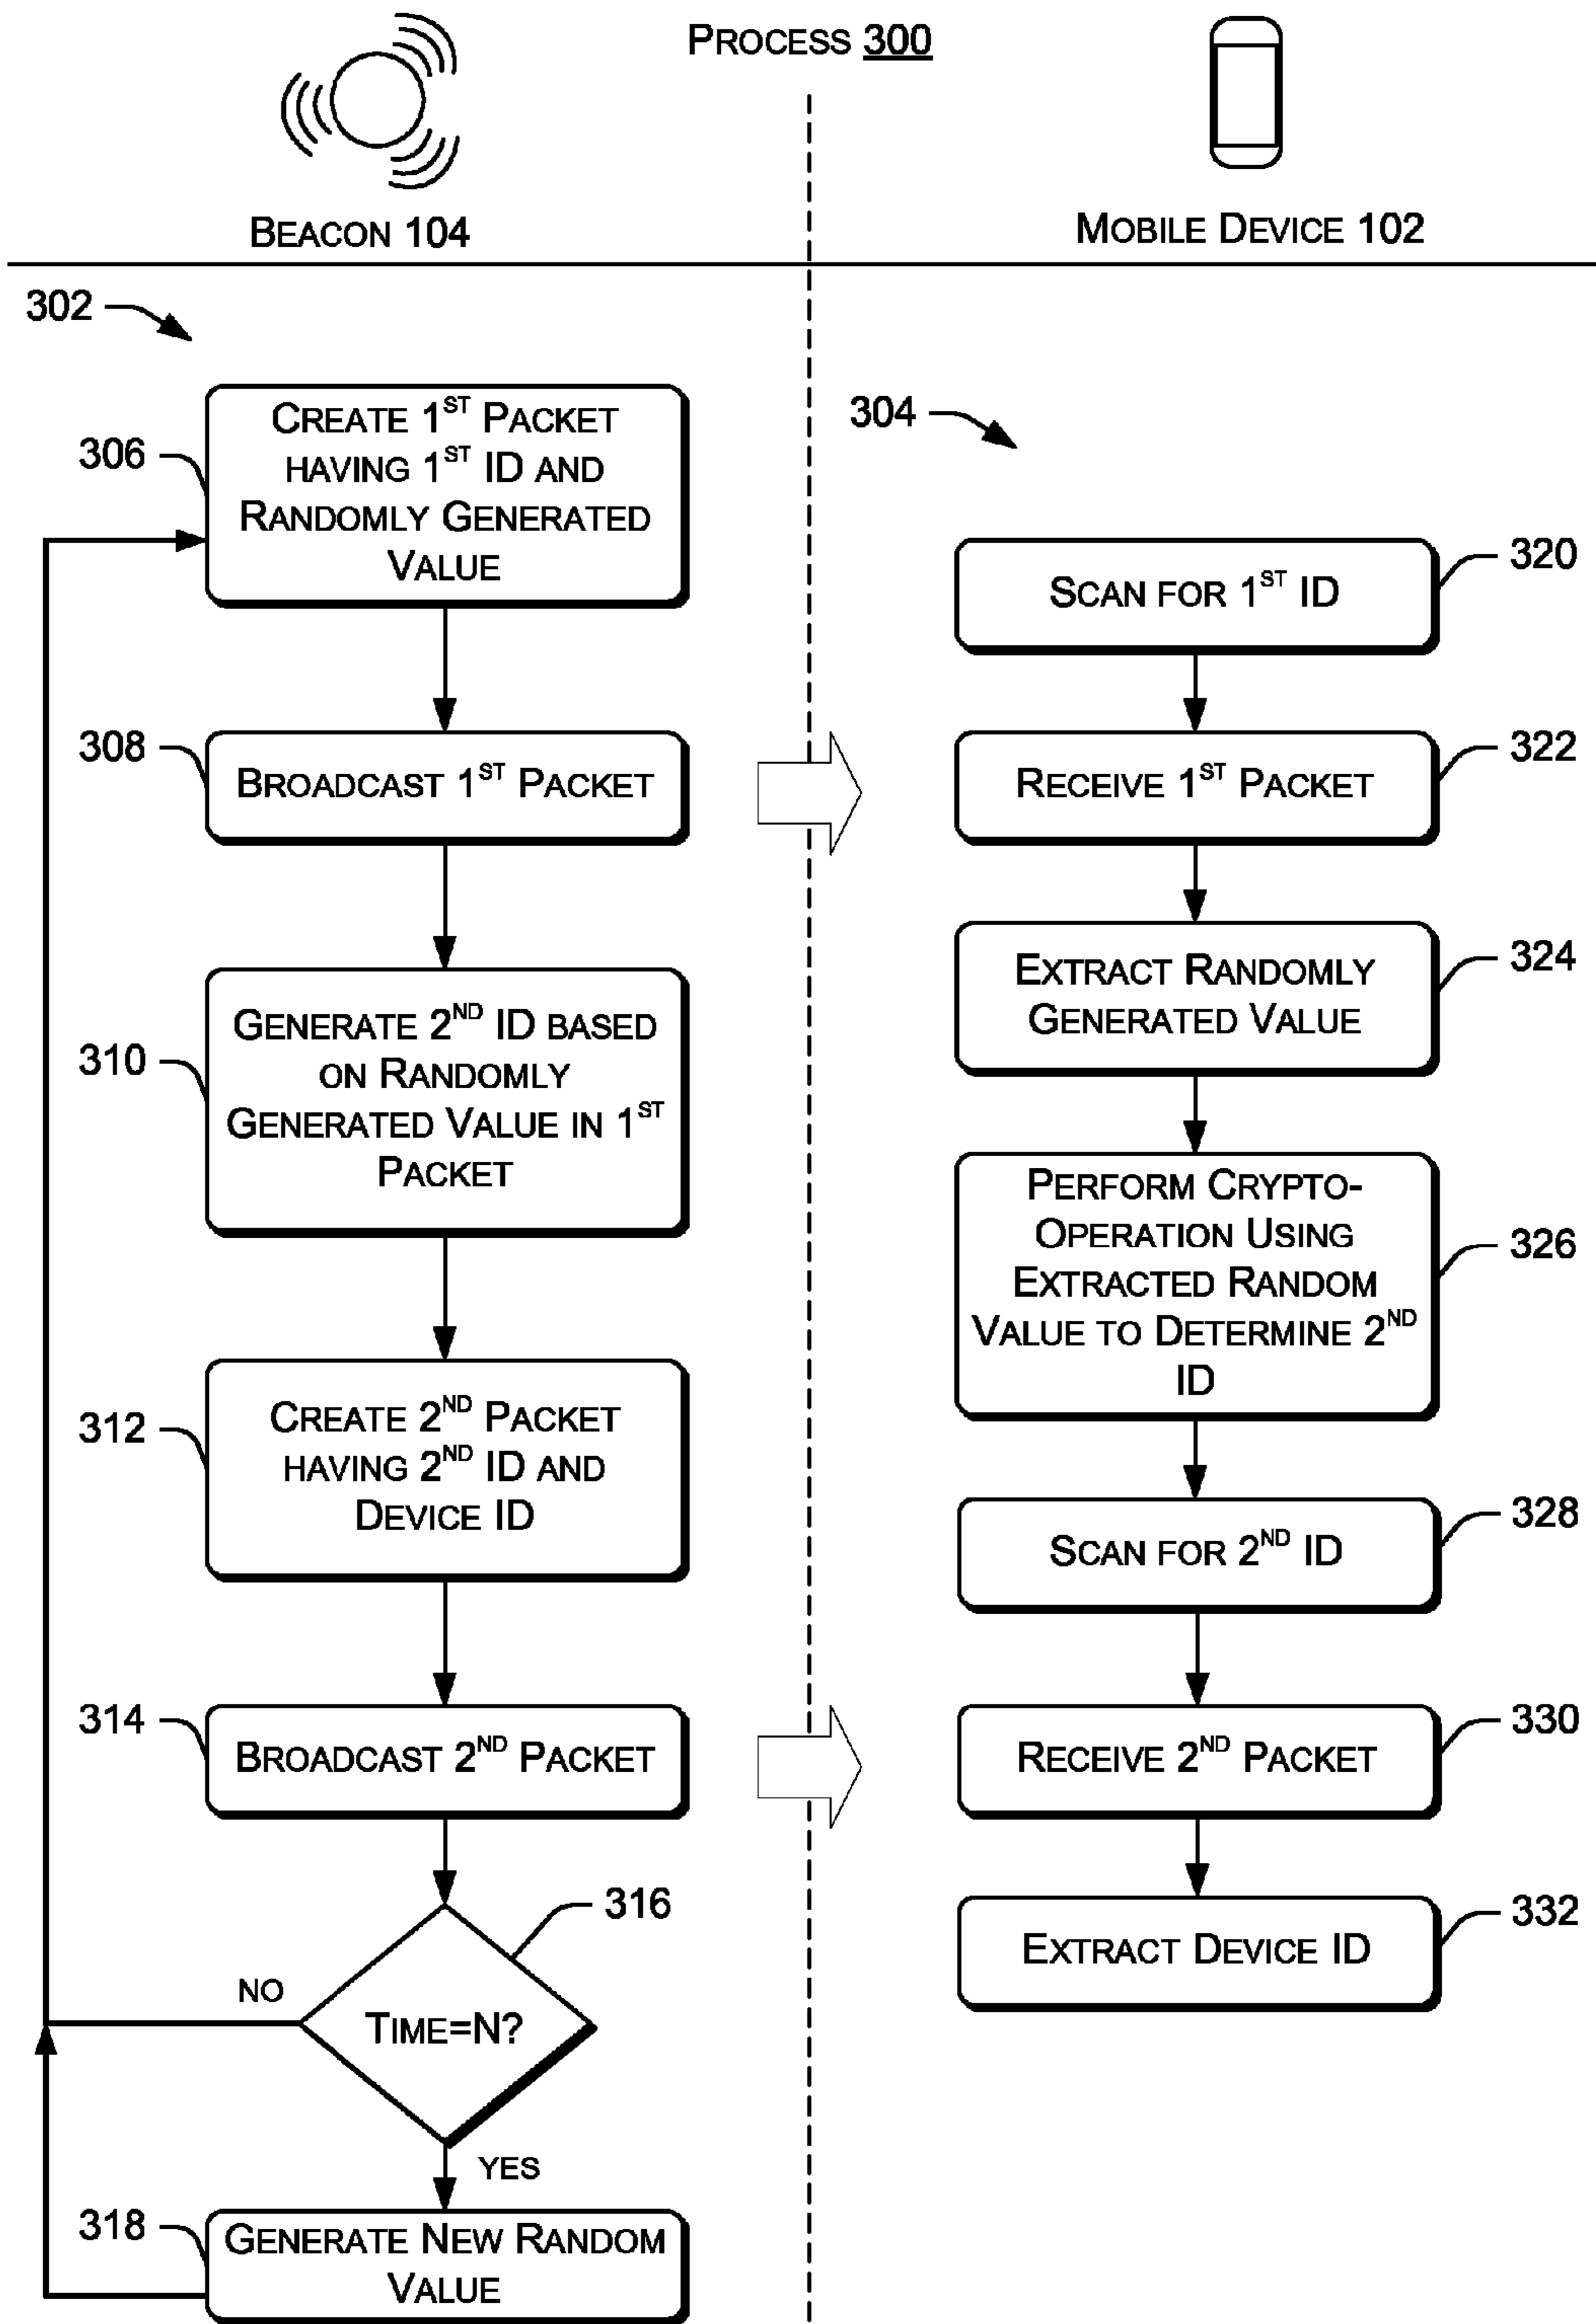 PROCESS 300
BEACON 104
MOBILE DEVICE 102
302
306
CREATE 1ST PACKET
HAVING 1ST ID AND
RANDOMLY GENERATED
VALUE
308
BROADCAST 1ST PACKET
310
GENERATE 2ND ID BASED
ON RANDOMLY
GENERATED VALUE IN 1ST
PACKET
312
CREATE 2ND PACKET
HAVING 2ND ID AND
DEVICE ID
314
BROADCAST 2ND PACKET
316
NO
TIME=N?
YES
318
GENERATE NEW RANDOM
VALUE
304
320
SCAN FOR 1ST ID
322
RECEIVE 1ST PACKET
324
EXTRACT RANDOMLY
GENERATED VALUE
326
PERFORM CRYPTO-
OPERATION USING
EXTRACTED RANDOM
VALUE TO DETERMINE 2ND
ID
328
SCAN FOR 2ND ID
330
RECEIVE 2ND PACKET
332
EXTRACT DEVICE ID